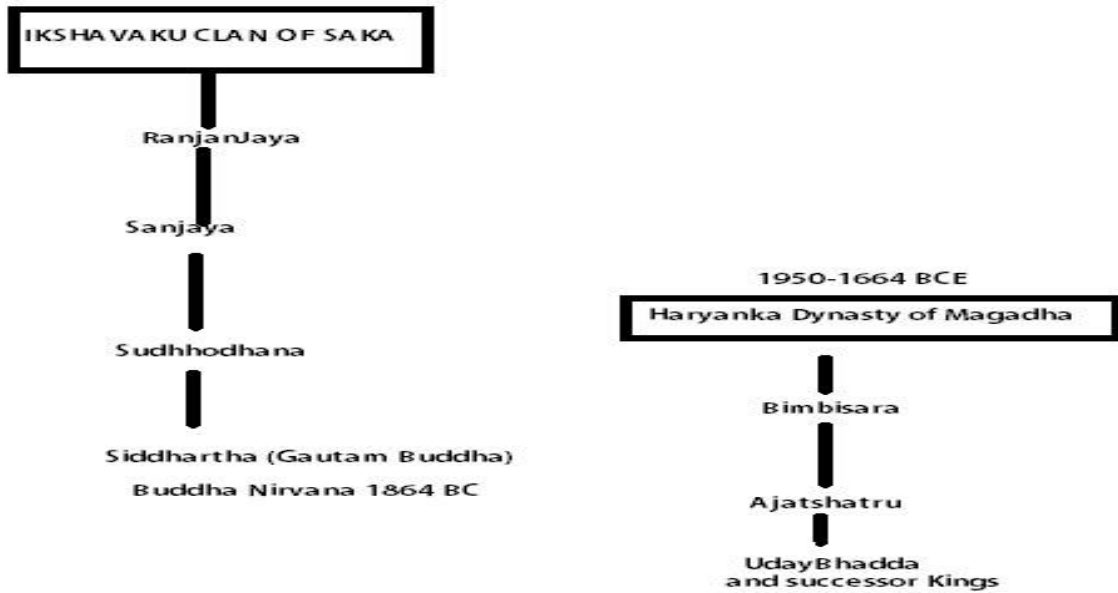 IKSHAVAKU CLAN OF SAKA
RanjanJaya
Sanjaya
Sudhhodhana
Siddhartha (Gautam Buddha)
Buddha Nirvana 1864 BC
1950-1664 BCE
Haryanka Dynasty of Magadha
Bimbisara
Ajatshatru
UdayBhadda
and successor Kings